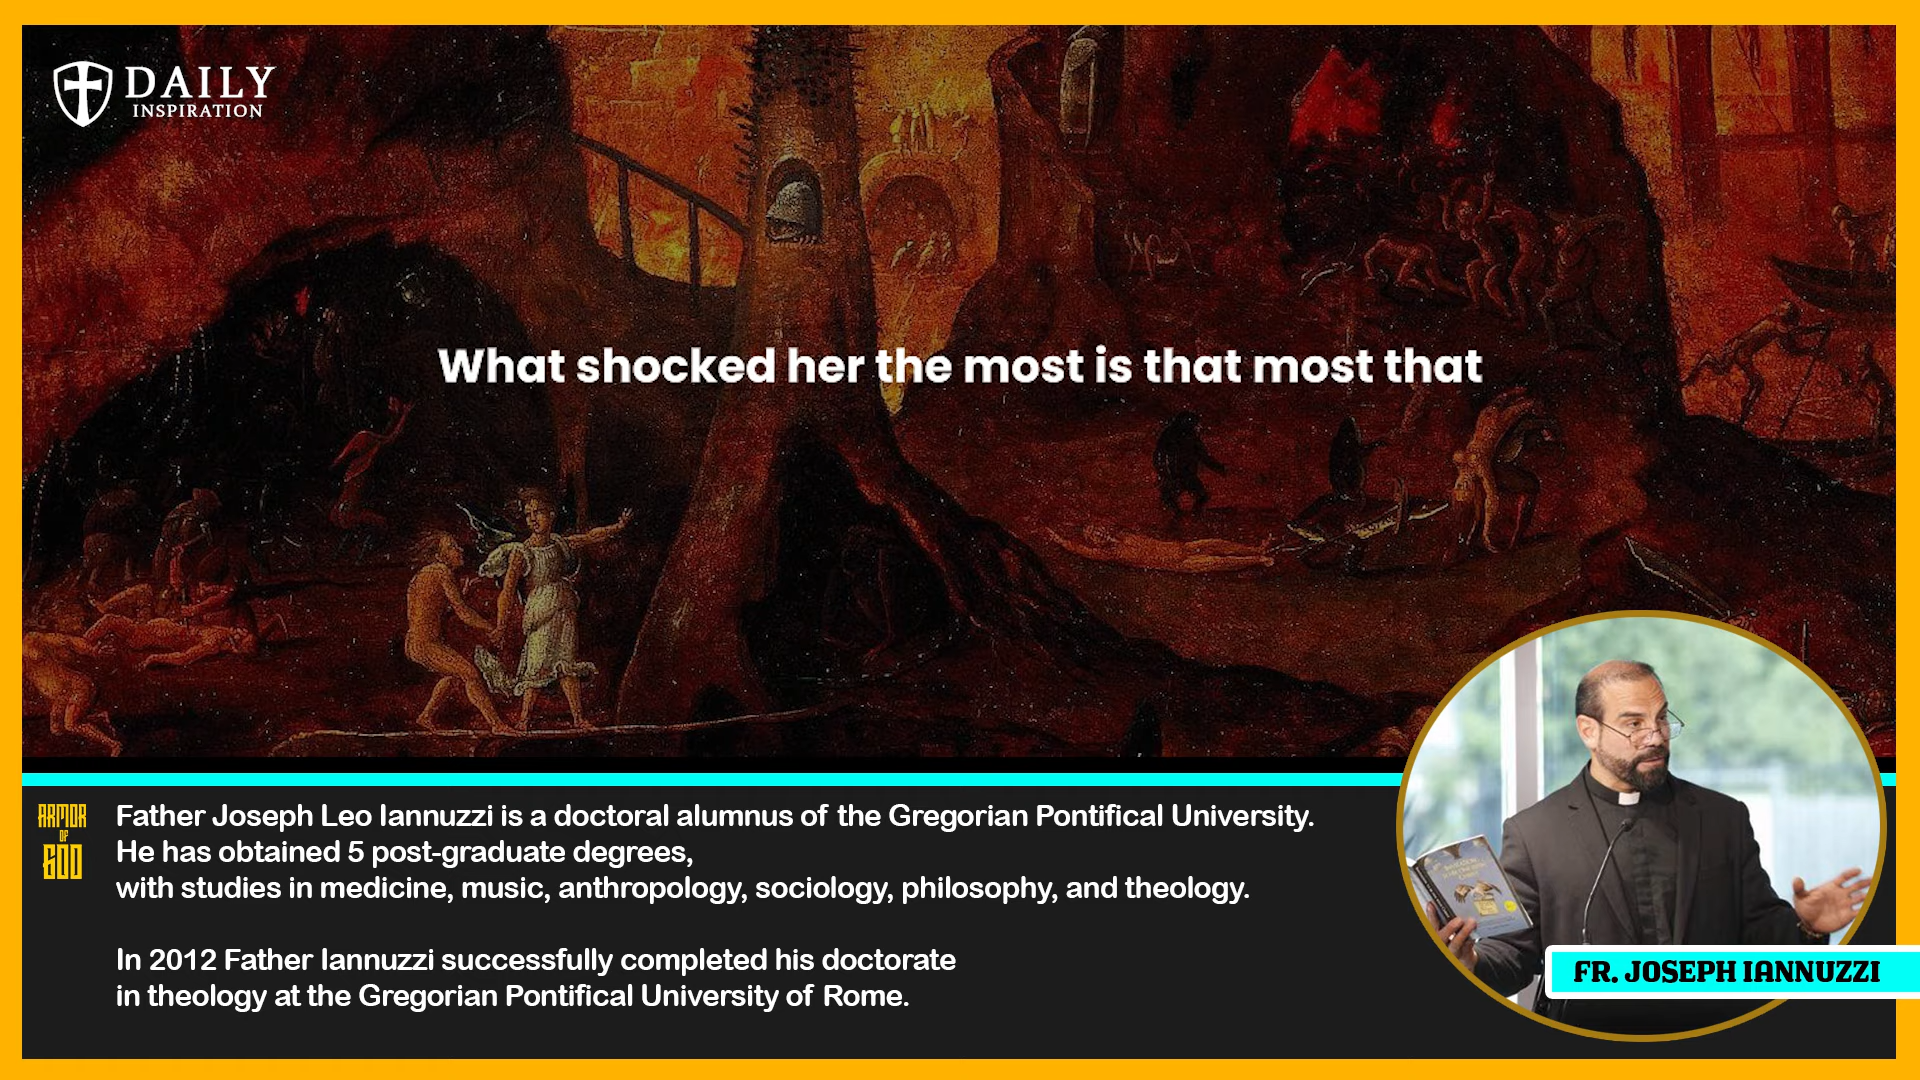 DAILY
INSPIRATION
What shocked her the most is that most that
ARMOR
OF
GOD
Father Joseph Leo Iannuzzi is a doctoral alumnus of the Gregorian Pontifical University.
He has obtained 5 post-graduate degrees,
with studies in medicine, music, anthropology, sociology, philosophy, and theology.
In 2012 Father Iannuzzi successfully completed his doctorate
in theology at the Gregorian Pontifical University of Rome.
FR. JOSEPH IANNUZZI